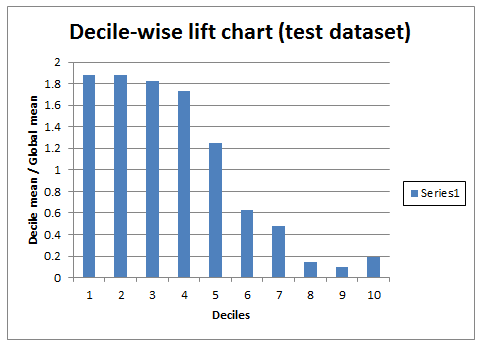 Decile-wise lift chart (test dataset)
Decile mean / Global mean
2
1.8
1.6
1.4
1.2
1
0.8
0.6
0.4
0.2
0
1 2 3 4 5 6 7 8 9 10
Deciles
Series1